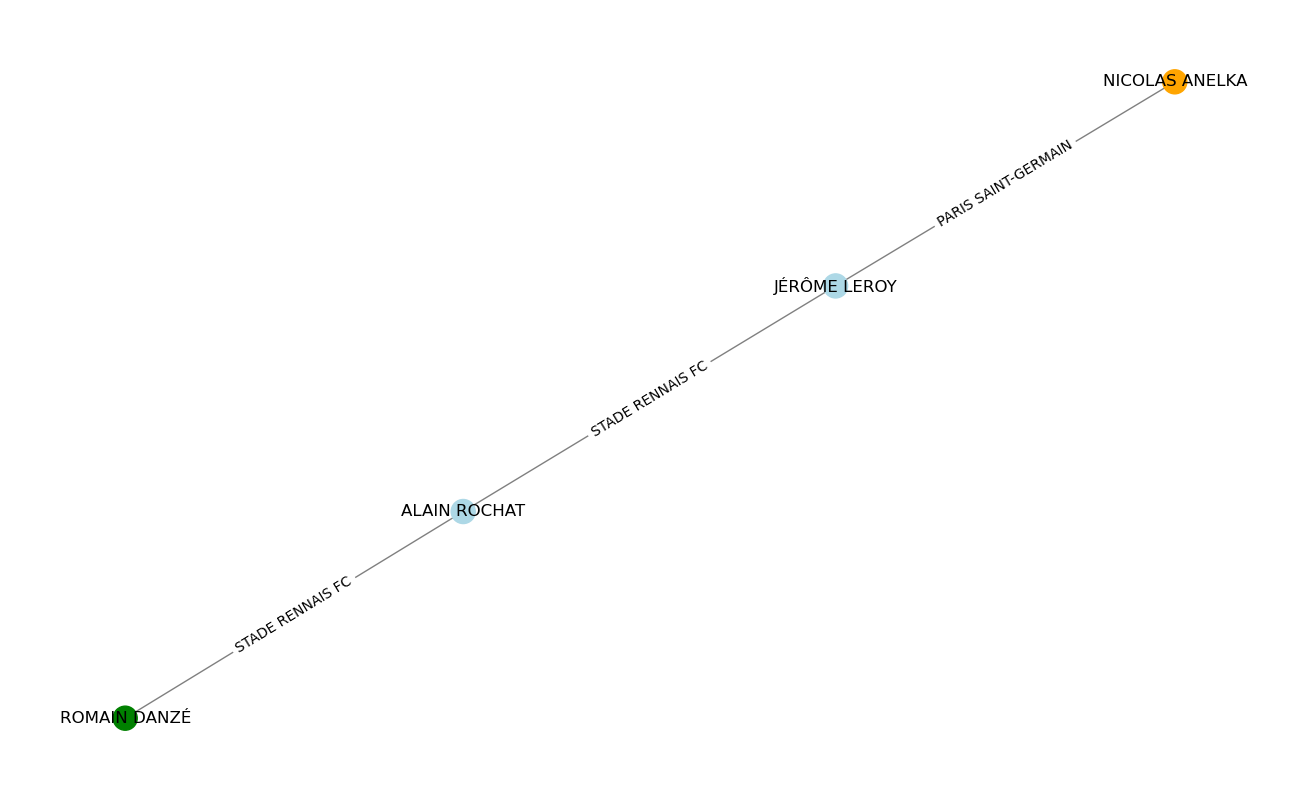 NICOLAS ANELKA
PARIS SAINT-GERMAIN
JÉRÔME LEROY
STADE RENNAIS FC
ALAIN ROCHAT
STADE RENNAIS FC
ROMAIN DANZÉ